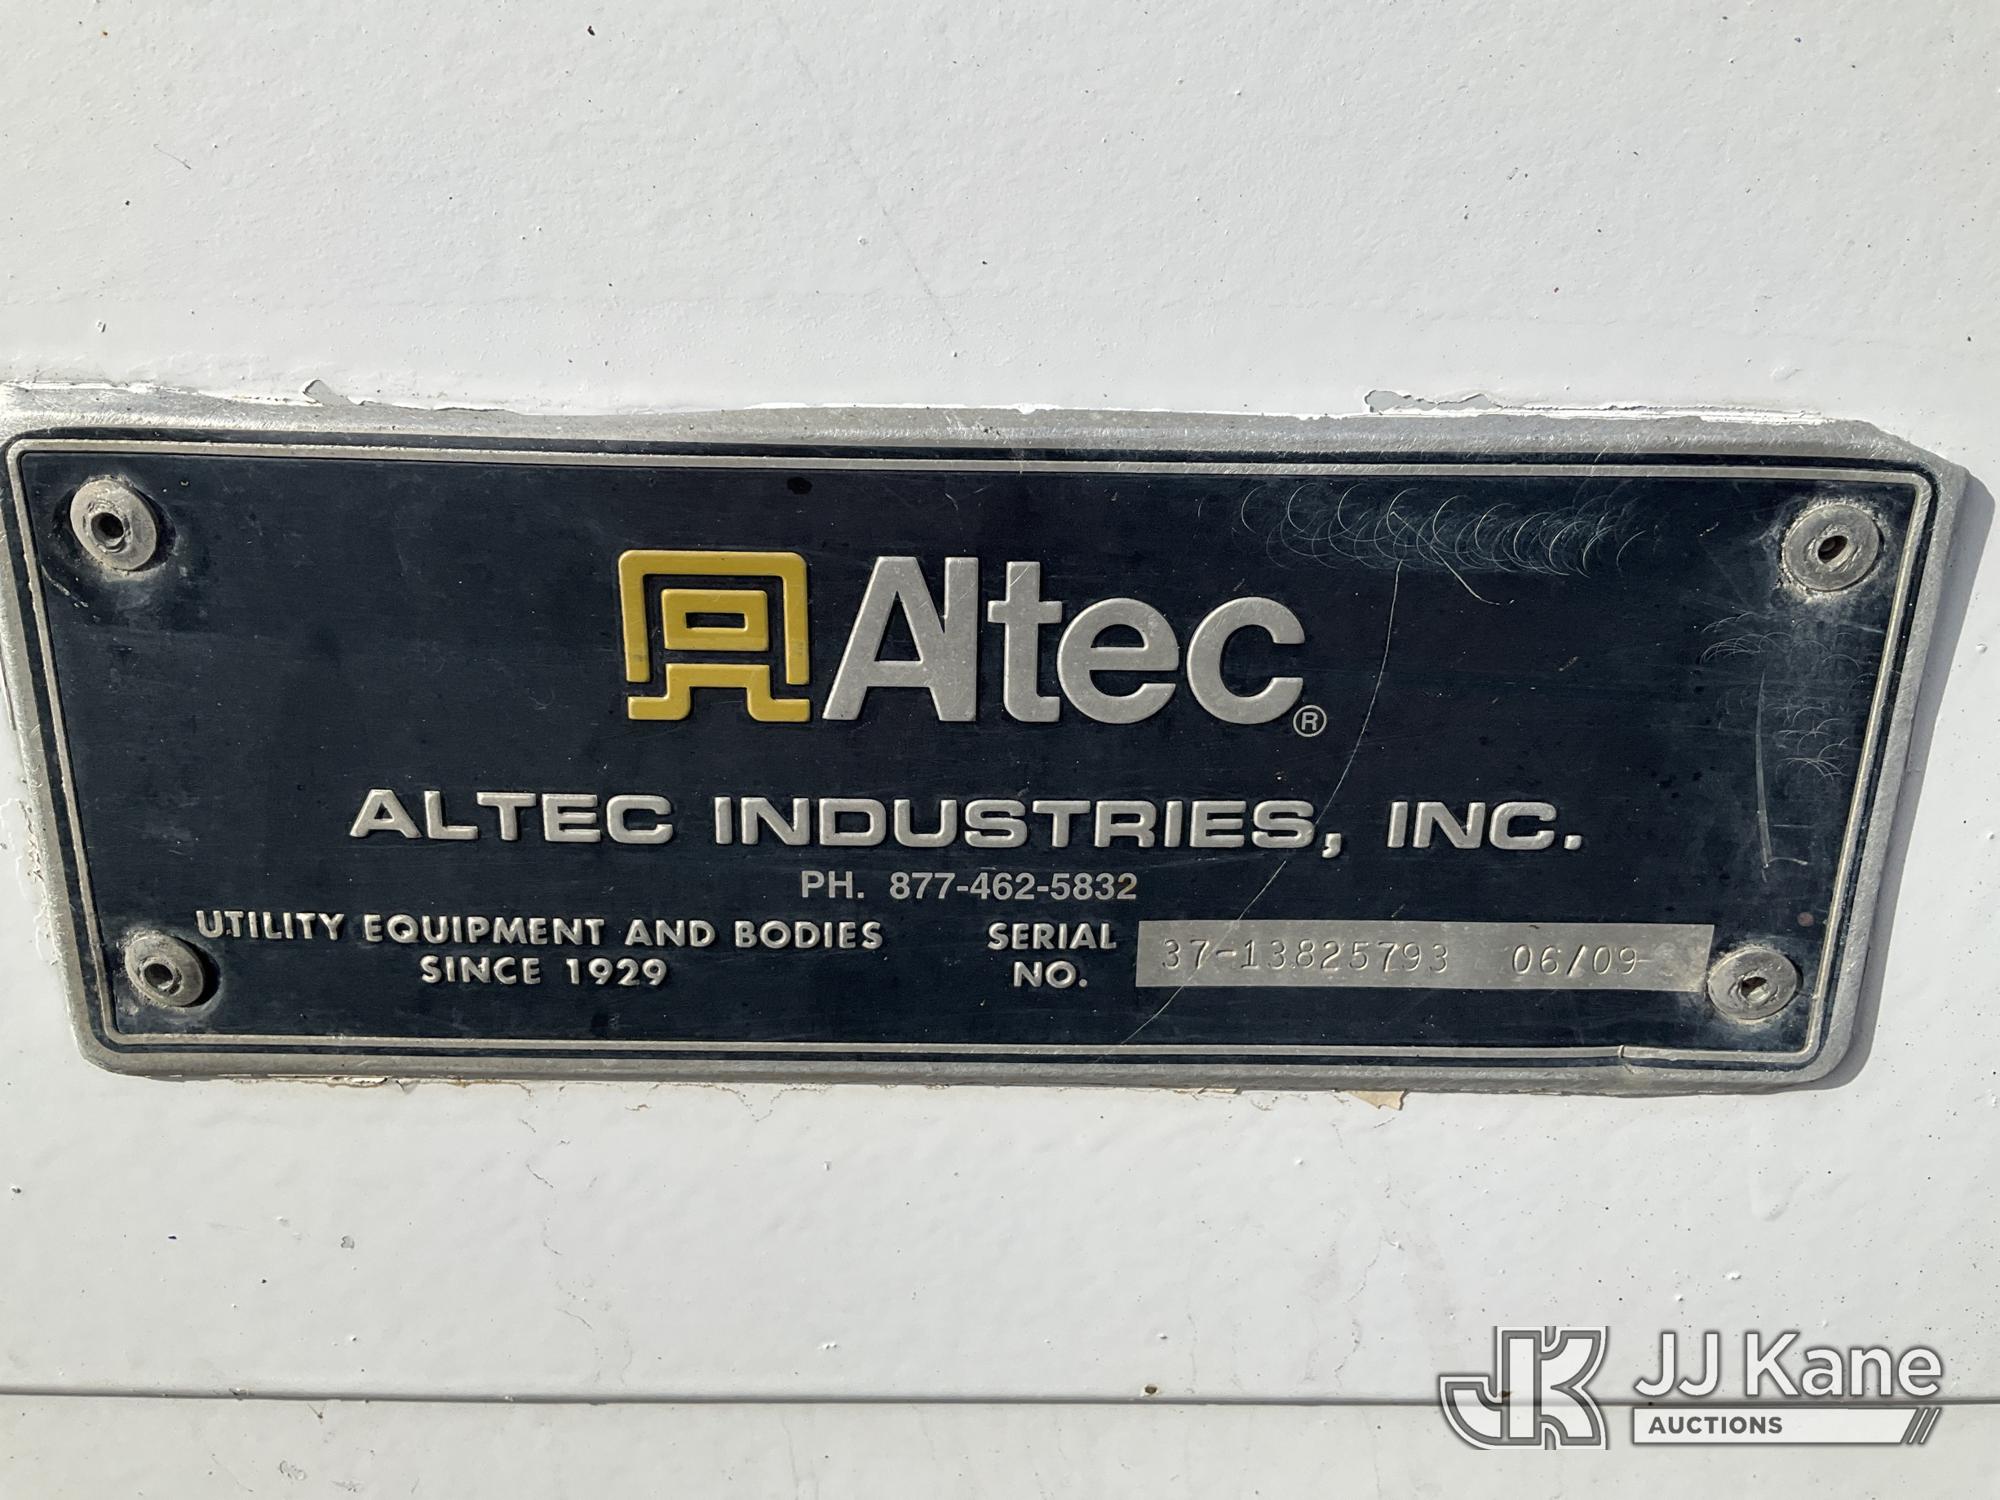 Altec®
ALTEC INDUSTRIES, INC.
PH. 877-462-5832
UTILITY EQUIPMENT AND BODIES
SINCE 1929
SERIAL
NO.
37-13825793 06/09
JJ Kane
AUCTIONS